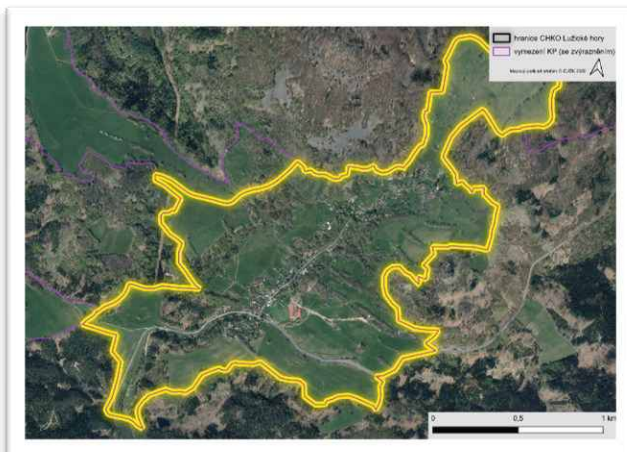 hranice CHKO Lužické hory
vymezení KP (se zvýrazněním)
0
0,5
1 km